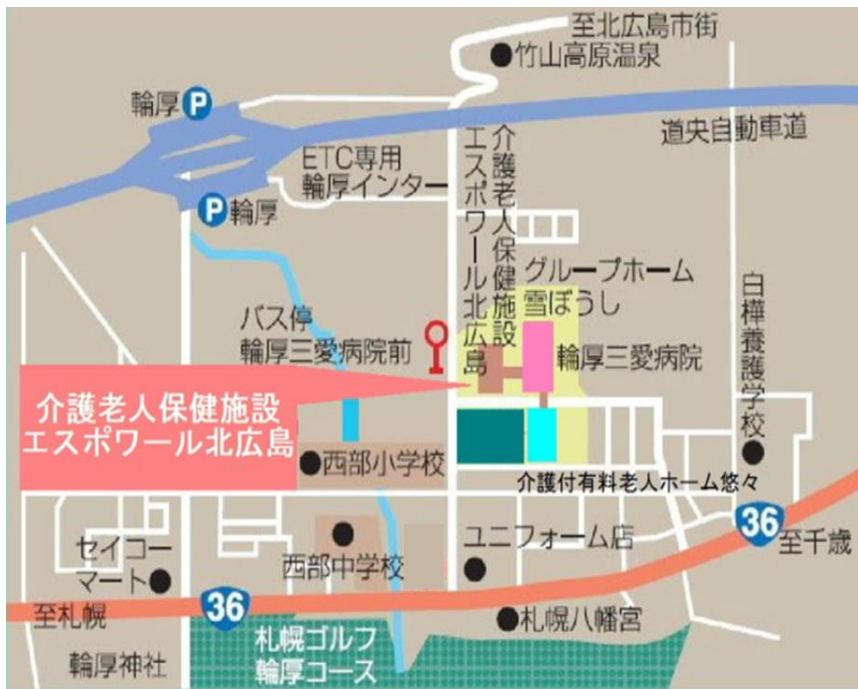 至北広島市街
竹山高原温泉
輪厚
P
道央自動車道
ETC専用
輪厚インター
P
輪厚
介護老人保健施設
エスポワール北広島
グループホーム
雪ぼうし
白樺養護学校
バス停
輪厚三愛病院前
輪厚三愛病院
介護老人保健施設
エスポワール北広島
西部小学校
介護付有料老人ホーム悠々
36
至千歳
ユニフォーム店
セイコー
マート
西部中学校
36
至札幌
札幌八幡宮
札幌ゴルフ
輪厚コース
輪厚神社